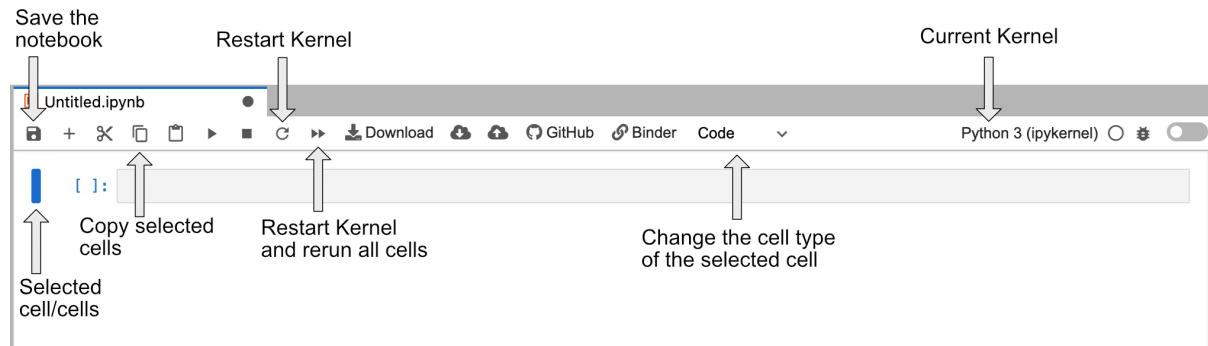 Save the
notebook
Restart Kernel
Current Kernel
Untitled.ipynb
Download GitHub Binder Code Python 3 (ipykernel)
[ ]:
Copy selected
cells
Restart Kernel
and rerun all cells
Change the cell type
of the selected cell
Selected
cell/cells